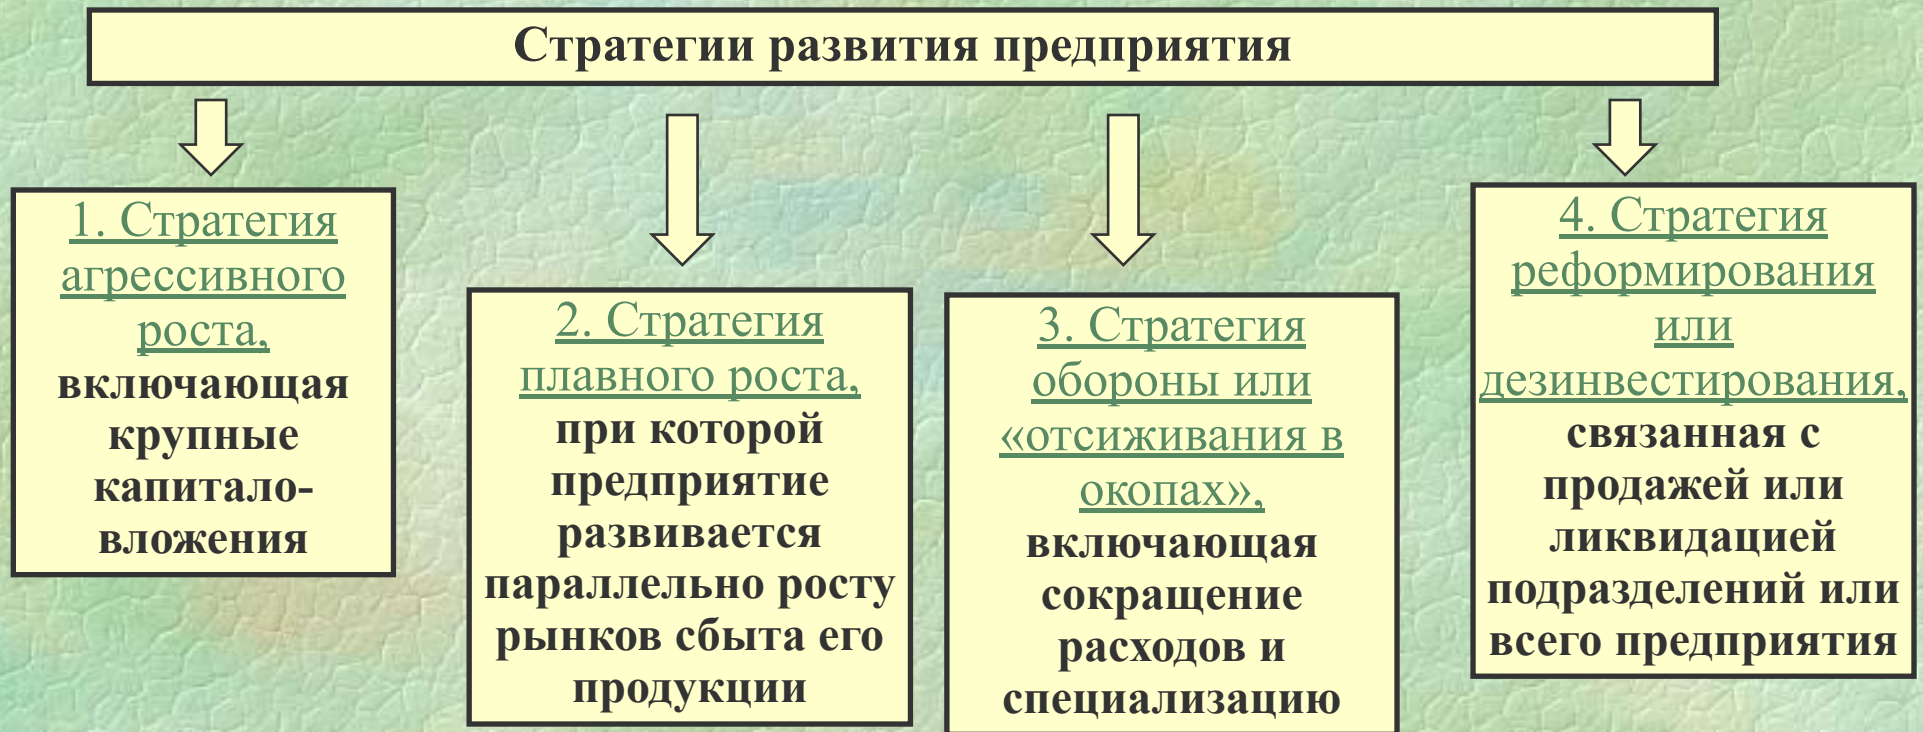 Стратегии развития предприятия
1. Стратегия
агрессивного
роста,
включающая
крупные
капитало-
вложения
2. Стратегия
плавного роста,
при которой
предприятие
развивается
параллельно росту
рынков сбыта его
продукции
3. Стратегия
обороны или
«отсиживания в
окопах»,
включающая
сокращение
расходов и
специализацию
4. Стратегия
реформирования
или
дезинвестирования,
связанная с
продажей или
ликвидацией
подразделений или
всего предприятия